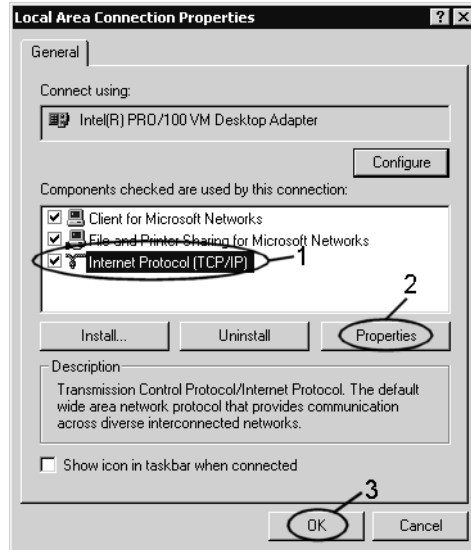 Local Area Connection Properties
General
Connect using:
Intel(R) PRO/100 VM Desktop Adapter
Configure
Components checked are used by this connection:
Client for Microsoft Networks
File and Printer Sharing for Microsoft Networks
Internet Protocol (TCP/IP)
1
2
Install...
Uninstall
Properties
Description
Transmission Control Protocol/Internet Protocol. The default
wide area network protocol that provides communication
across diverse interconnected networks.
Show icon in taskbar when connected
3
OK
Cancel